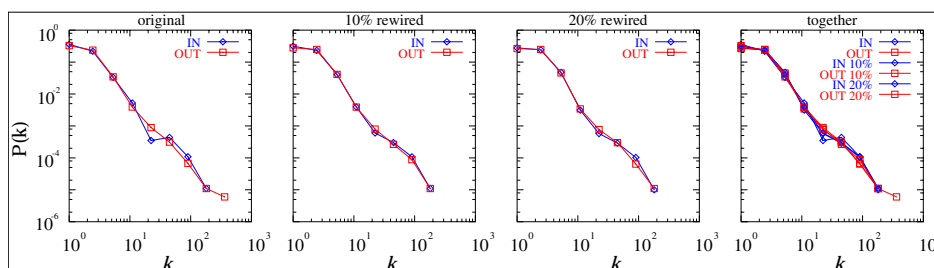 original 10% rewired 20% rewired together
10^0 IN IN IN IN
OUT OUT OUT OUT
IN 10%
OUT 10%
10^-2 IN 20%
OUT 20%
P(k)
10^-4
10^-6
10^0 10^1 10^2 10^3 10^0 10^1 10^2 10^3 10^0 10^1 10^2 10^3 10^0 10^1 10^2 10^3
k k k k